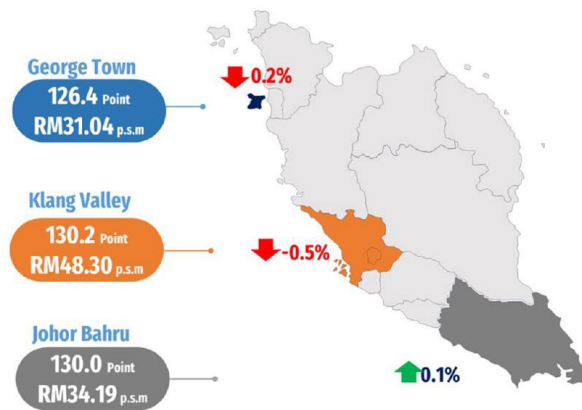 George Town
126.4 Point
RM31.04 p.s.m
0.2%
Klang Valley
130.2 Point
RM48.30 p.s.m
-0.5%
Johor Bahru
130.0 Point
RM34.19 p.s.m
0.1%